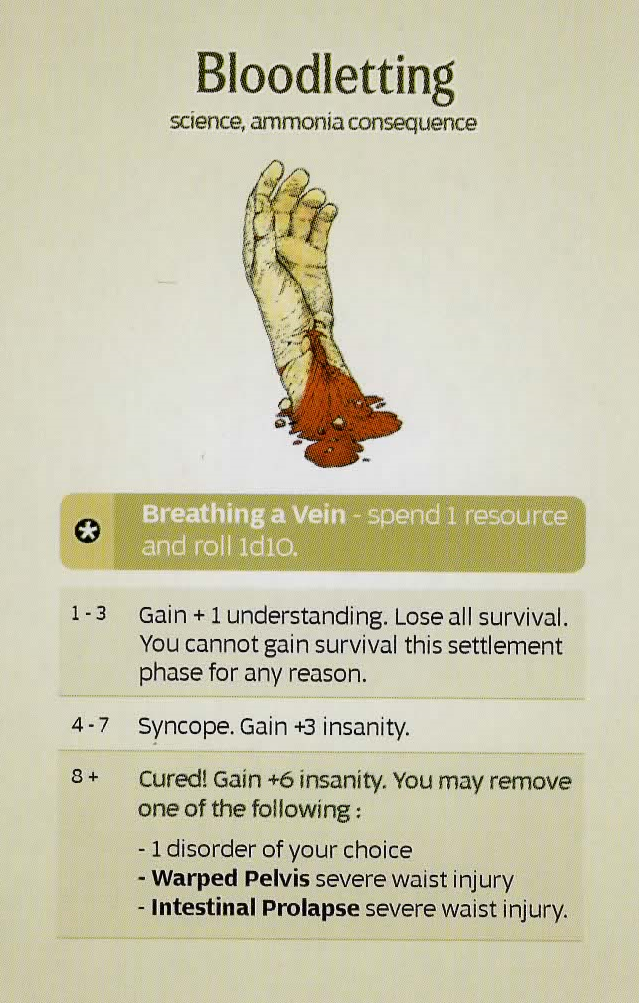 Bloodletting
science, ammonia consequence
Breathing a Vein - spend 1 resource
and roll 1d10.
1 - 3 Gain + 1 understanding. Lose all survival.
You cannot gain survival this settlement
phase for any reason.
4 - 7 Syncope. Gain +3 insanity.
8 + Cured! Gain +6 insanity. You may remove
one of the following :
- 1 disorder of your choice
- Warped Pelvis severe waist injury
- Intestinal Prolapse severe waist injury.